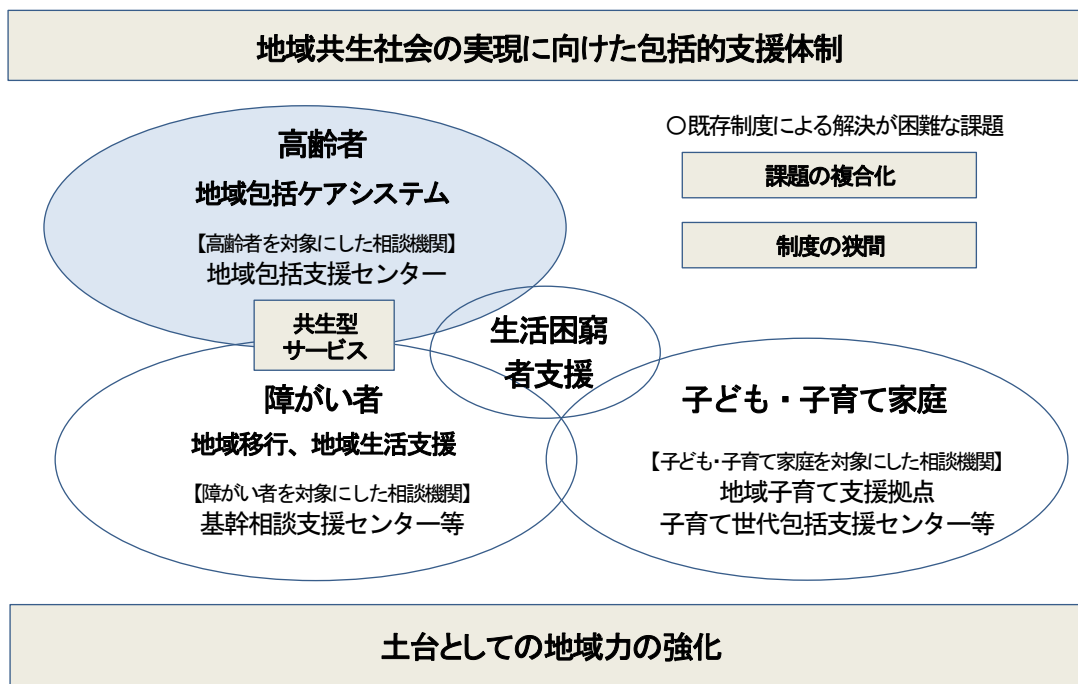 地域共生社会の実現に向けた包括的支援体制
高齢者
地域包括ケアシステム
【高齢者を対象にした相談機関】
地域包括支援センター
○既存制度による解決が困難な課題
課題の複合化
制度の狭間
共生型
サービス
生活困窮
者支援
障がい者
地域移行、地域生活支援
【障がい者を対象にした相談機関】
基幹相談支援センター等
子ども・子育て家庭
【子ども・子育て家庭を対象にした相談機関】
地域子育て支援拠点
子育て世代包括支援センター等
土台としての地域力の強化